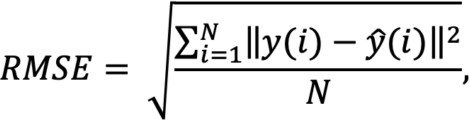 RMSE = √(∑_{i=1}^{N} ‖y(i) − ŷ(i)‖² / N),